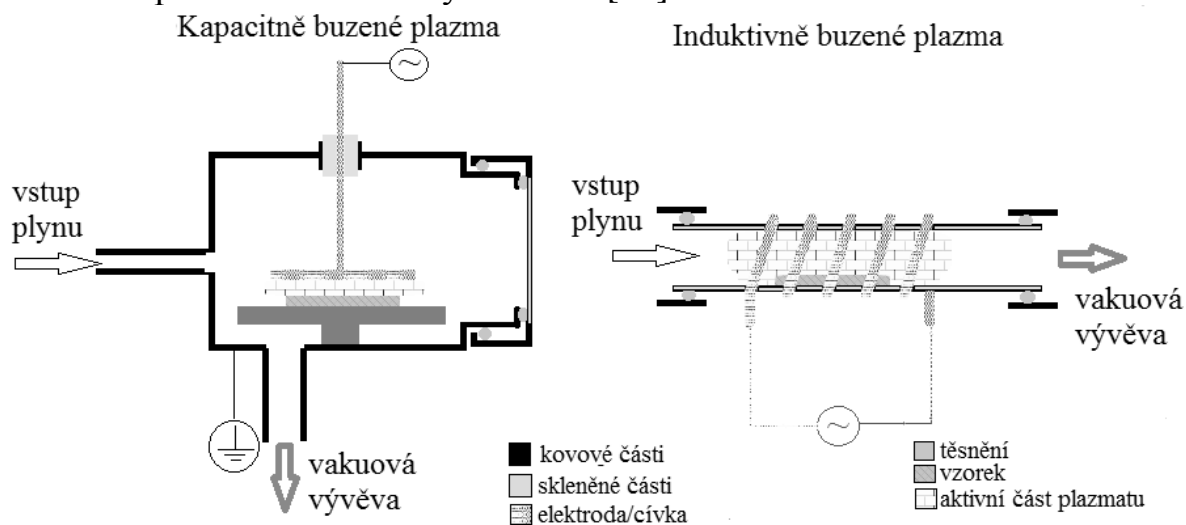 Kapacitně buzené plazma
Induktivně buzené plazma
vstup
plynu
vakuová
vývěva
vstup
plynu
vakuová
vývěva
kovové části
skleněné části
elektroda/cívka
těsnění
vzorek
aktivní část plazmatu